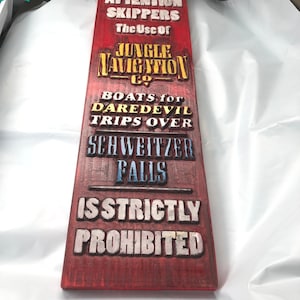 ATTENTION
SKIPPERS
The Use Of
JUNGLE
NAVIGATION
CO
BOATS for
DAREDEVIL
TRIPS OVER
SCHWEITZER
FALLS
IS STRICTLY
PROHIBITED